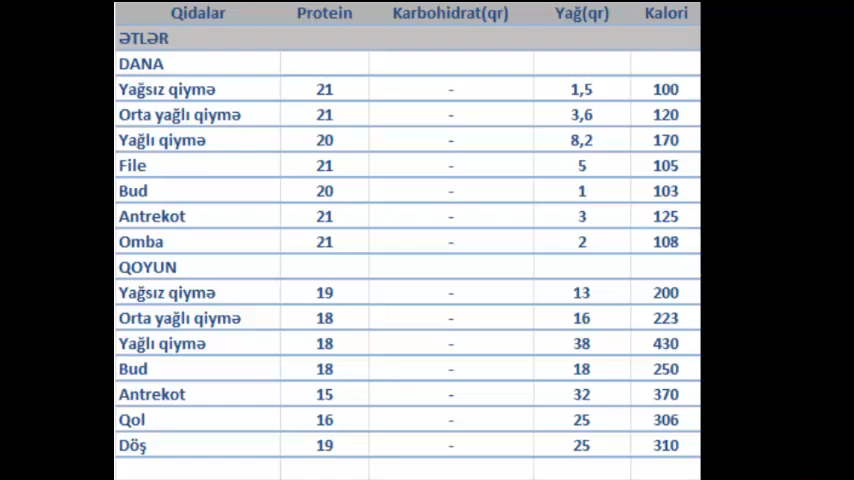 Qidalar Protein Karbohidrat(qr) Yağ(qr) Kalori
ƏTLƏR
DANA
Yağsız qiymə 21 - 1,5 100
Orta yağlı qiymə 21 - 3,6 120
Yağlı qiymə 20 - 8,2 170
File 21 - 5 105
Bud 20 - 1 103
Antrekot 21 - 3 125
Omba 21 - 2 108
QOYUN
Yağsız qiymə 19 - 13 200
Orta yağlı qiymə 18 - 16 223
Yağlı qiymə 18 - 38 430
Bud 18 - 18 250
Antrekot 15 - 32 370
Qol 16 - 25 306
Döş 19 - 25 310